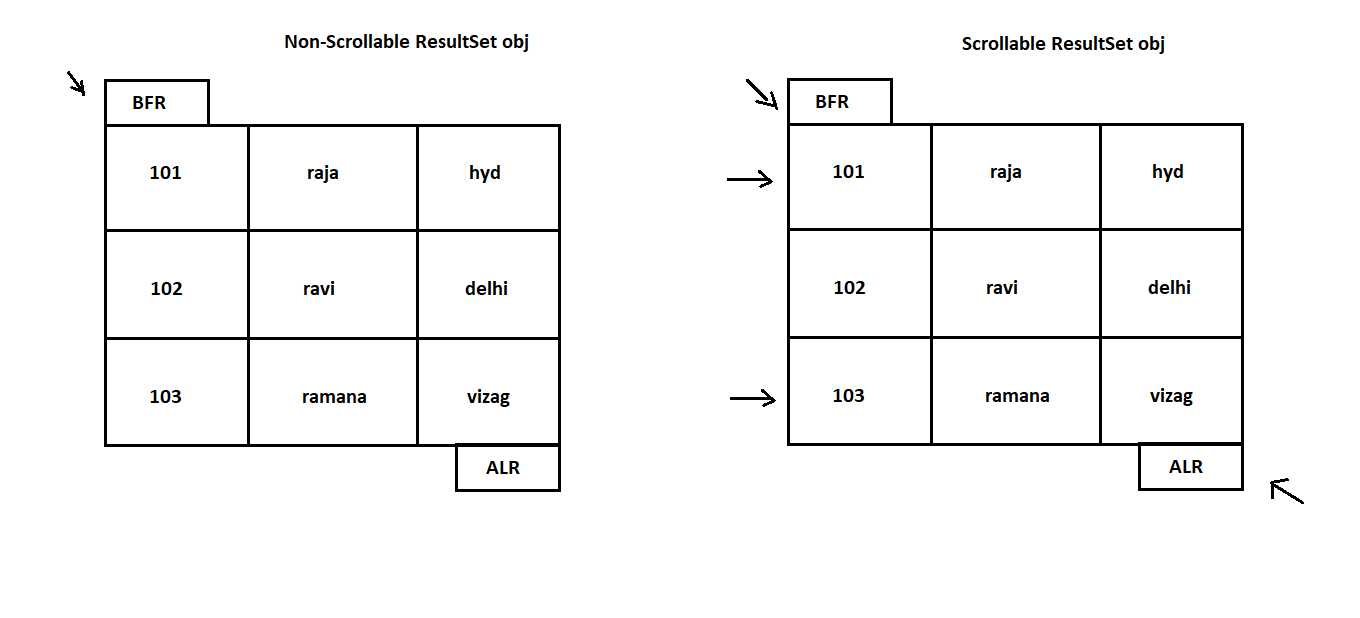 Non-Scrollable ResultSet obj
BFR
101 raja hyd
102 ravi delhi
103 ramana vizag
ALR
Scrollable ResultSet obj
BFR
101 raja hyd
102 ravi delhi
103 ramana vizag
ALR